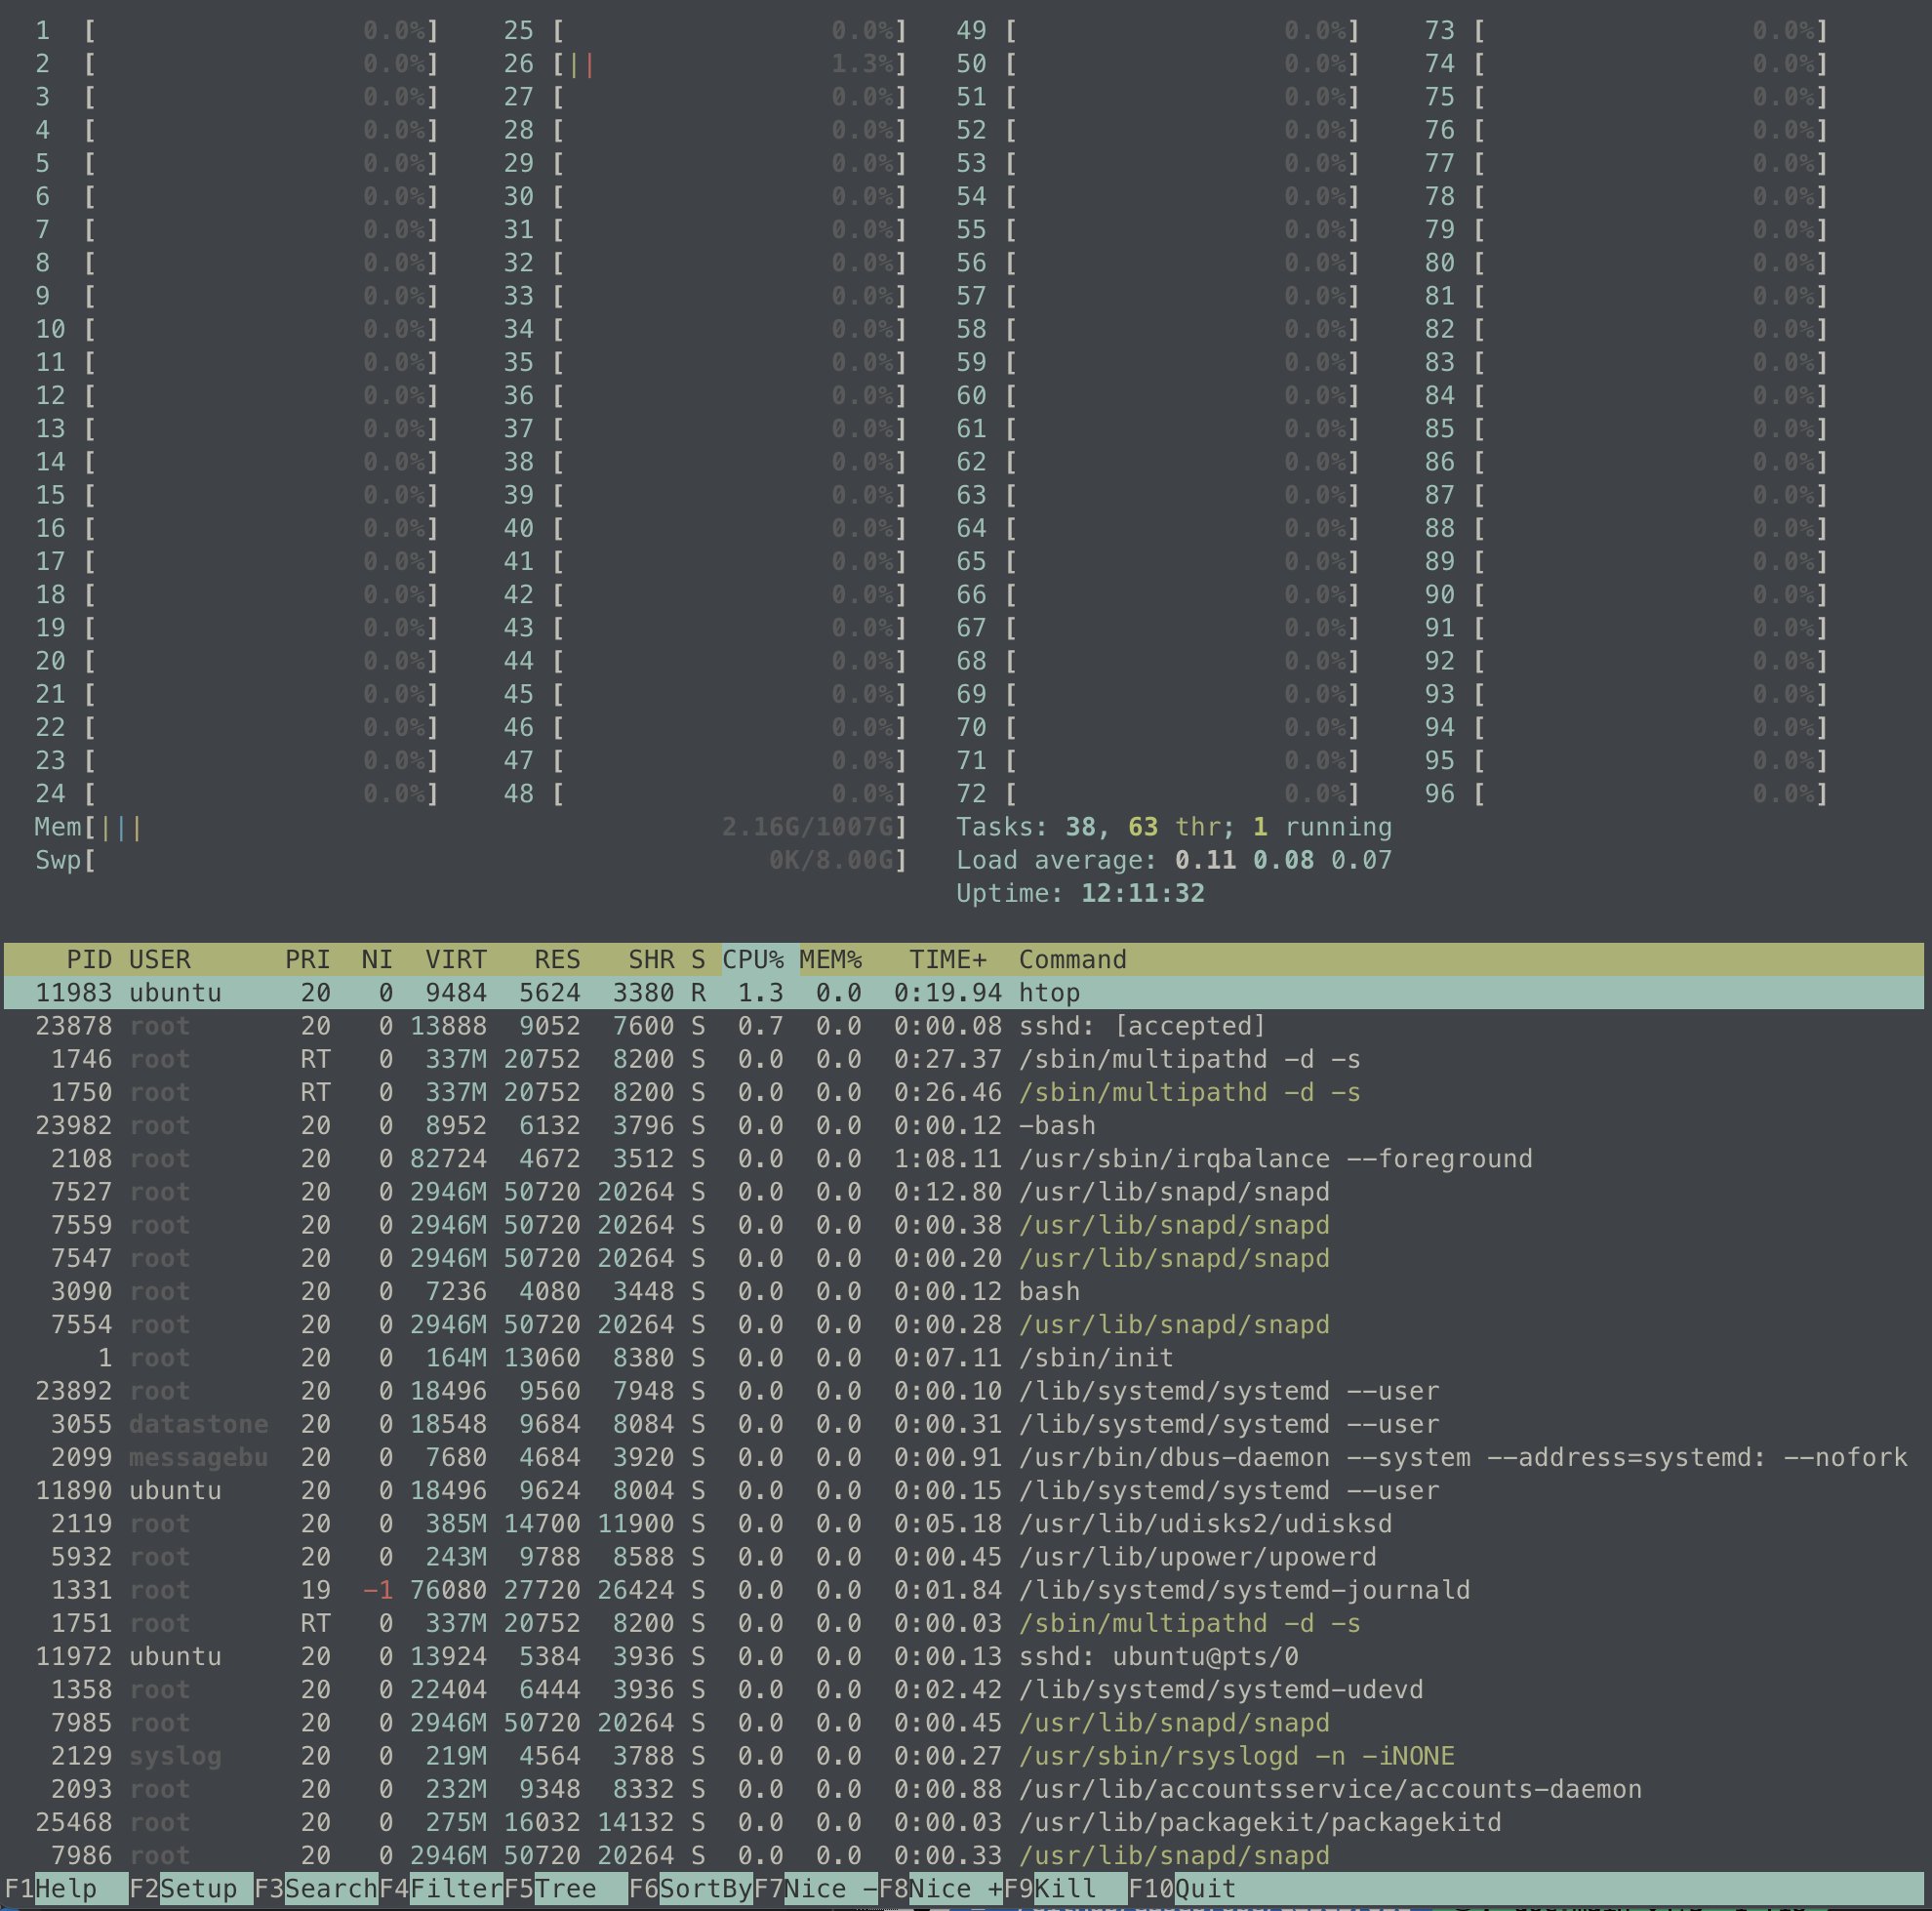 1 [ 0.0%] 25 [ 0.0%] 49 [ 0.0%] 73 [ 0.0%]
2 [ 0.0%] 26 [|| 1.3%] 50 [ 0.0%] 74 [ 0.0%]
3 [ 0.0%] 27 [ 0.0%] 51 [ 0.0%] 75 [ 0.0%]
4 [ 0.0%] 28 [ 0.0%] 52 [ 0.0%] 76 [ 0.0%]
5 [ 0.0%] 29 [ 0.0%] 53 [ 0.0%] 77 [ 0.0%]
6 [ 0.0%] 30 [ 0.0%] 54 [ 0.0%] 78 [ 0.0%]
7 [ 0.0%] 31 [ 0.0%] 55 [ 0.0%] 79 [ 0.0%]
8 [ 0.0%] 32 [ 0.0%] 56 [ 0.0%] 80 [ 0.0%]
9 [ 0.0%] 33 [ 0.0%] 57 [ 0.0%] 81 [ 0.0%]
10 [ 0.0%] 34 [ 0.0%] 58 [ 0.0%] 82 [ 0.0%]
11 [ 0.0%] 35 [ 0.0%] 59 [ 0.0%] 83 [ 0.0%]
12 [ 0.0%] 36 [ 0.0%] 60 [ 0.0%] 84 [ 0.0%]
13 [ 0.0%] 37 [ 0.0%] 61 [ 0.0%] 85 [ 0.0%]
14 [ 0.0%] 38 [ 0.0%] 62 [ 0.0%] 86 [ 0.0%]
15 [ 0.0%] 39 [ 0.0%] 63 [ 0.0%] 87 [ 0.0%]
16 [ 0.0%] 40 [ 0.0%] 64 [ 0.0%] 88 [ 0.0%]
17 [ 0.0%] 41 [ 0.0%] 65 [ 0.0%] 89 [ 0.0%]
18 [ 0.0%] 42 [ 0.0%] 66 [ 0.0%] 90 [ 0.0%]
19 [ 0.0%] 43 [ 0.0%] 67 [ 0.0%] 91 [ 0.0%]
20 [ 0.0%] 44 [ 0.0%] 68 [ 0.0%] 92 [ 0.0%]
21 [ 0.0%] 45 [ 0.0%] 69 [ 0.0%] 93 [ 0.0%]
22 [ 0.0%] 46 [ 0.0%] 70 [ 0.0%] 94 [ 0.0%]
23 [ 0.0%] 47 [ 0.0%] 71 [ 0.0%] 95 [ 0.0%]
24 [ 0.0%] 48 [ 0.0%] 72 [ 0.0%] 96 [ 0.0%]
Mem[||| 2.16G/1007G] Tasks: 38, 63 thr; 1 running
Swp[ 0K/8.00G] Load average: 0.11 0.08 0.07
Uptime: 12:11:32
PID USER PRI NI VIRT RES SHR S CPU% MEM% TIME+ Command
11983 ubuntu 20 0 9484 5624 3380 R 1.3 0.0 0:19.94 htop
23878 root 20 0 13888 9052 7600 S 0.7 0.0 0:00.08 sshd: [accepted]
1746 root RT 0 337M 20752 8200 S 0.0 0.0 0:27.37 /sbin/multipathd -d -s
1750 root RT 0 337M 20752 8200 S 0.0 0.0 0:26.46 /sbin/multipathd -d -s
23982 root 20 0 8952 6132 3796 S 0.0 0.0 0:00.12 -bash
2108 root 20 0 82724 4672 3512 S 0.0 0.0 1:08.11 /usr/sbin/irqbalance --foreground
7527 root 20 0 2946M 50720 20264 S 0.0 0.0 0:12.80 /usr/lib/snapd/snapd
7559 root 20 0 2946M 50720 20264 S 0.0 0.0 0:00.38 /usr/lib/snapd/snapd
7547 root 20 0 2946M 50720 20264 S 0.0 0.0 0:00.20 /usr/lib/snapd/snapd
3090 root 20 0 7236 4080 3448 S 0.0 0.0 0:00.12 bash
7554 root 20 0 2946M 50720 20264 S 0.0 0.0 0:00.28 /usr/lib/snapd/snapd
1 root 20 0 164M 13060 8380 S 0.0 0.0 0:07.11 /sbin/init
23892 root 20 0 18496 9560 7948 S 0.0 0.0 0:00.10 /lib/systemd/systemd --user
3055 datastone 20 0 18548 9684 8084 S 0.0 0.0 0:00.31 /lib/systemd/systemd --user
2099 messagebu 20 0 7680 4684 3920 S 0.0 0.0 0:00.91 /usr/bin/dbus-daemon --system --address=systemd: --nofork
11890 ubuntu 20 0 18496 9624 8004 S 0.0 0.0 0:00.15 /lib/systemd/systemd --user
2119 root 20 0 385M 14700 11900 S 0.0 0.0 0:05.18 /usr/lib/udisks2/udisksd
5932 root 20 0 243M 9788 8588 S 0.0 0.0 0:00.45 /usr/lib/upower/upowerd
1331 root 19 -1 76080 27720 26424 S 0.0 0.0 0:01.84 /lib/systemd/systemd-journald
1751 root RT 0 337M 20752 8200 S 0.0 0.0 0:00.03 /sbin/multipathd -d -s
11972 ubuntu 20 0 13924 5384 3936 S 0.0 0.0 0:00.13 sshd: ubuntu@pts/0
1358 root 20 0 22404 6444 3936 S 0.0 0.0 0:02.42 /lib/systemd/systemd-udevd
7985 root 20 0 2946M 50720 20264 S 0.0 0.0 0:00.45 /usr/lib/snapd/snapd
2129 syslog 20 0 219M 4564 3788 S 0.0 0.0 0:00.27 /usr/sbin/rsyslogd -n -iNONE
2093 root 20 0 232M 9348 8332 S 0.0 0.0 0:00.88 /usr/lib/accountsservice/accounts-daemon
25468 root 20 0 275M 16032 14132 S 0.0 0.0 0:00.03 /usr/lib/packagekit/packagekitd
7986 root 20 0 2946M 50720 20264 S 0.0 0.0 0:00.33 /usr/lib/snapd/snapd
F1Help F2Setup F3SearchF4FilterF5Tree F6SortByF7Nice -F8Nice +F9Kill F10Quit